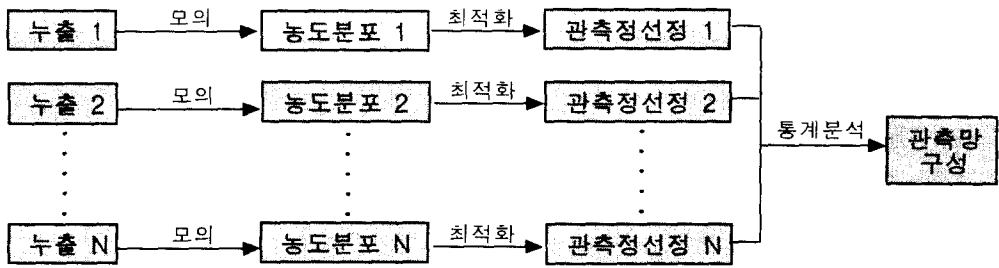 누출 1 모의 농도분포 1 최적화 관측정선정 1
누출 2 모의 농도분포 2 최적화 관측정선정 2
통계분석
관측망
구성
누출 N 모의 농도분포 N 최적화 관측정선정 N